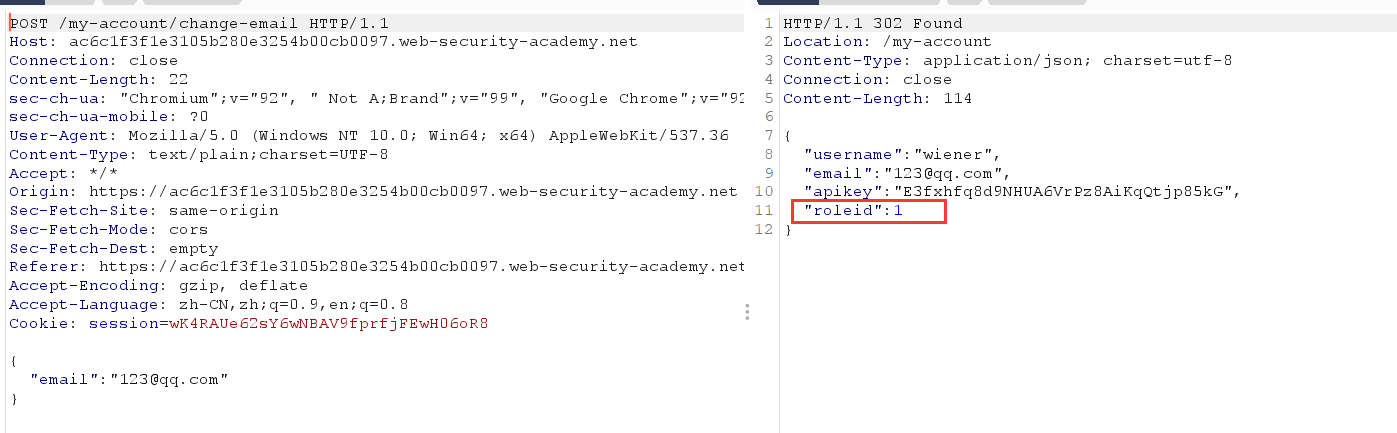 POST /my-account/change-email HTTP/1.1
Host: ac6c1f3f1e3105b280e3254b00cb0097.web-security-academy.net
Connection: close
Content-Length: 22
sec-ch-ua: "Chromium";v="92", " Not A;Brand";v="99", "Google Chrome";v="92
sec-ch-ua-mobile: ?0
User-Agent: Mozilla/5.0 (Windows NT 10.0; Win64; x64) AppleWebKit/537.36
Content-Type: text/plain;charset=UTF-8
Accept: */*
Origin: https://ac6c1f3f1e3105b280e3254b00cb0097.web-security-academy.net
Sec-Fetch-Site: same-origin
Sec-Fetch-Mode: cors
Sec-Fetch-Dest: empty
Referer: https://ac6c1f3f1e3105b280e3254b00cb0097.web-security-academy.net
Accept-Encoding: gzip, deflate
Accept-Language: zh-CN,zh;q=0.9,en;q=0.8
Cookie: session=wK4RAUe62sY6wNBAV9fprfjFEwH06oR8
{
"email":"123@qq.com"
}
1 HTTP/1.1 302 Found
2 Location: /my-account
3 Content-Type: application/json; charset=utf-8
4 Connection: close
5 Content-Length: 114
6
7 {
8 "username":"wiener",
9 "email":"123@qq.com",
10 "apikey":"E3fxhfq8d9NHUA6VrPz8AiKqQtjp85kG",
11 "roleid":1
12 }